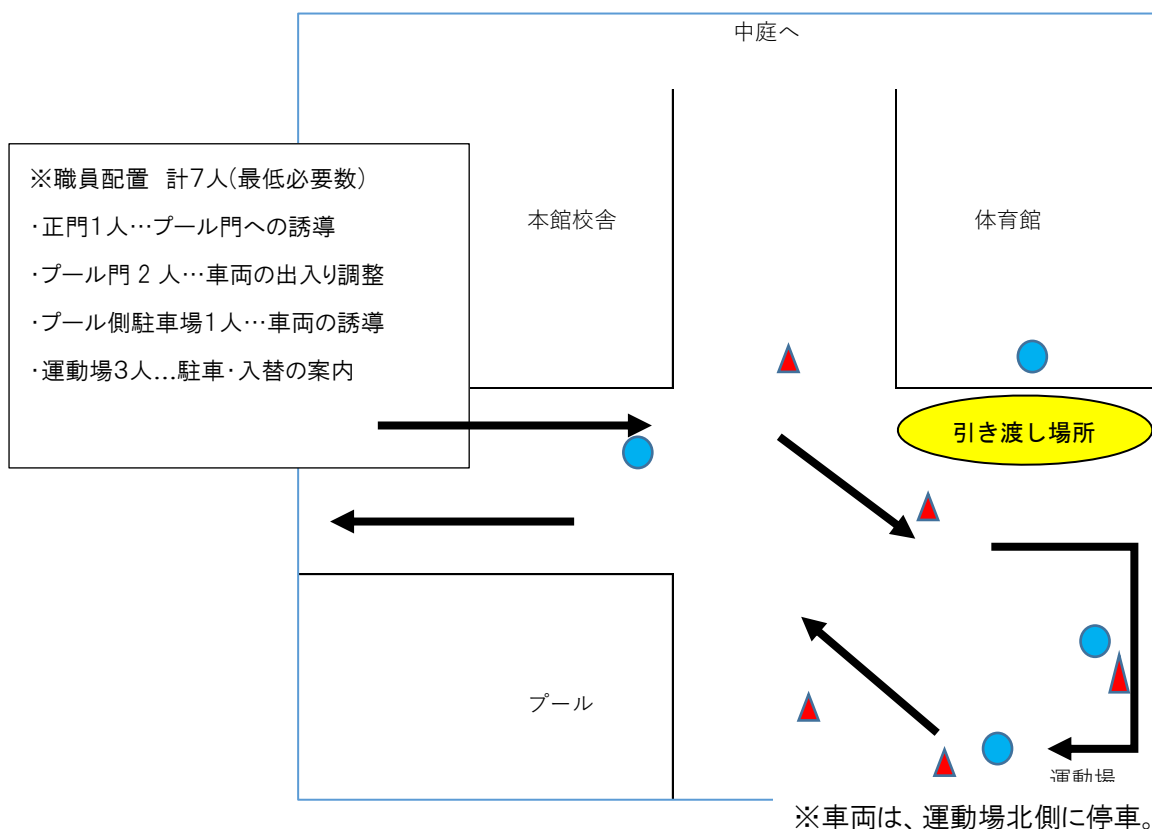 中庭へ
※職員配置　計7人(最低必要数)
・正門1人…プール門への誘導
・プール門 2 人…車両の出入り調整
・プール側駐車場1人…車両の誘導
・運動場3人…駐車・入替の案内
本館校舎
体育館
引き渡し場所
プール
運動場
※車両は、運動場北側に停車。